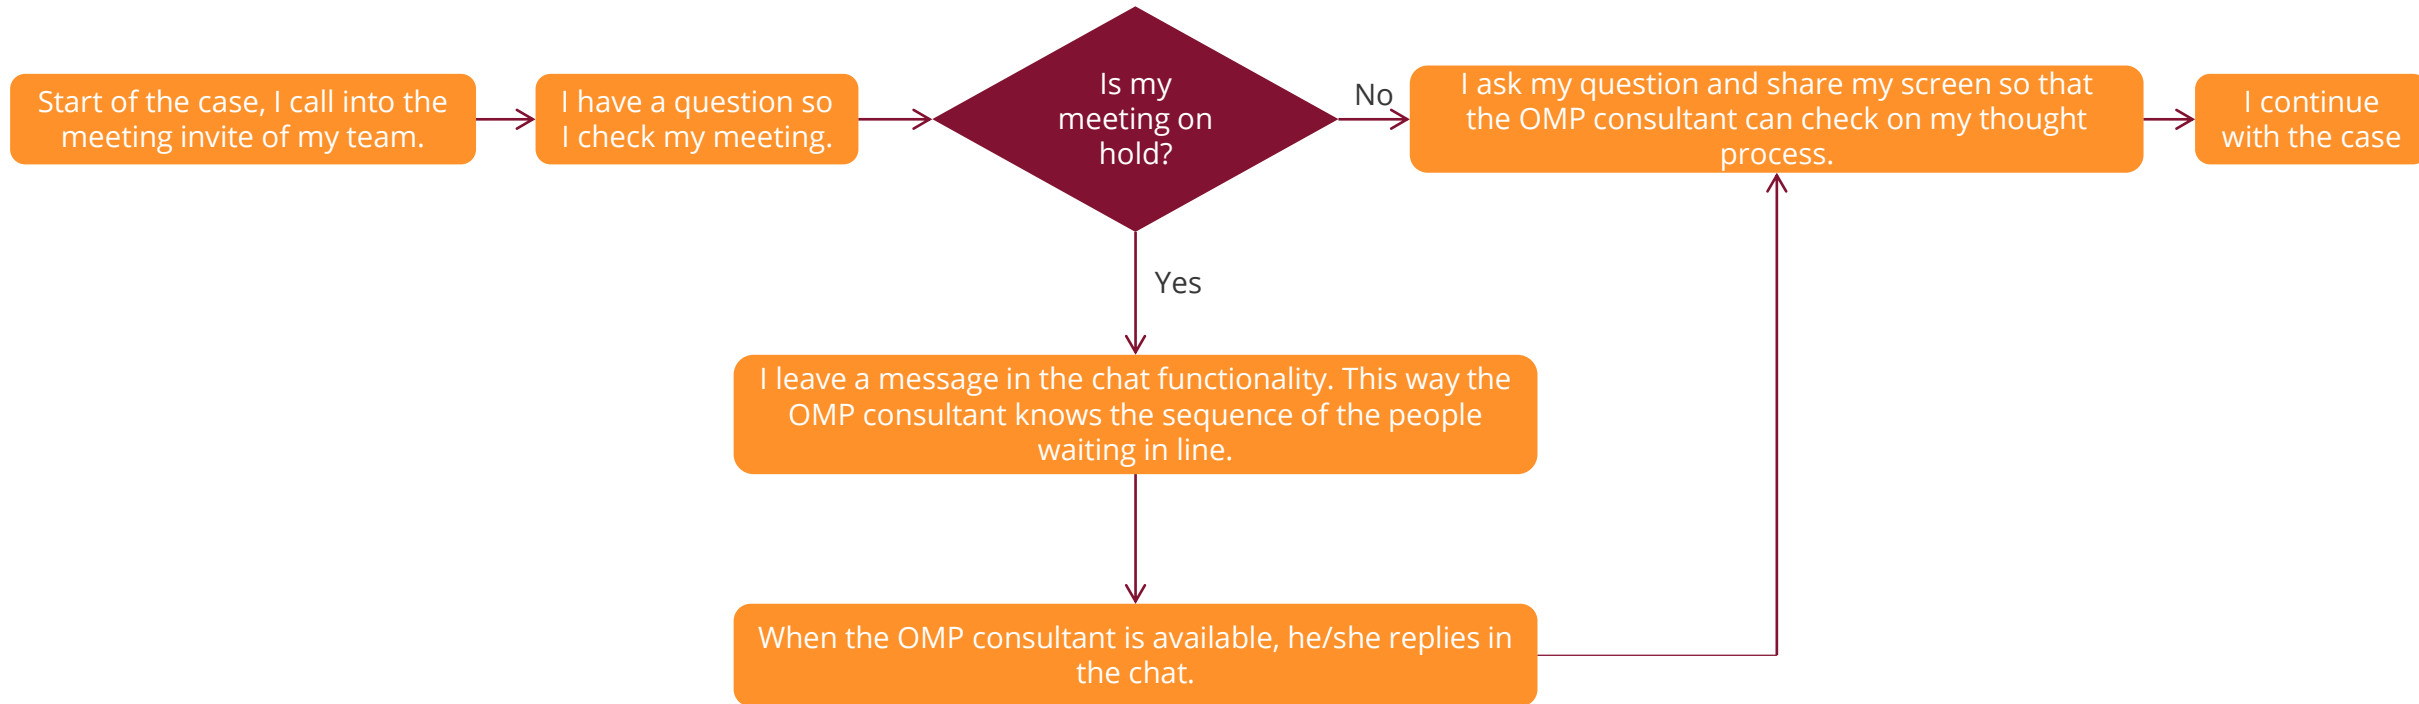 Start of the case, I call into the
meeting invite of my team.
I have a question so
I check my meeting.
Is my
meeting on
hold?
No
I ask my question and share my screen so that
the OMP consultant can check on my thought
process.
I continue
with the case
Yes
I leave a message in the chat functionality. This way the
OMP consultant knows the sequence of the people
waiting in line.
When the OMP consultant is available, he/she replies in
the chat.